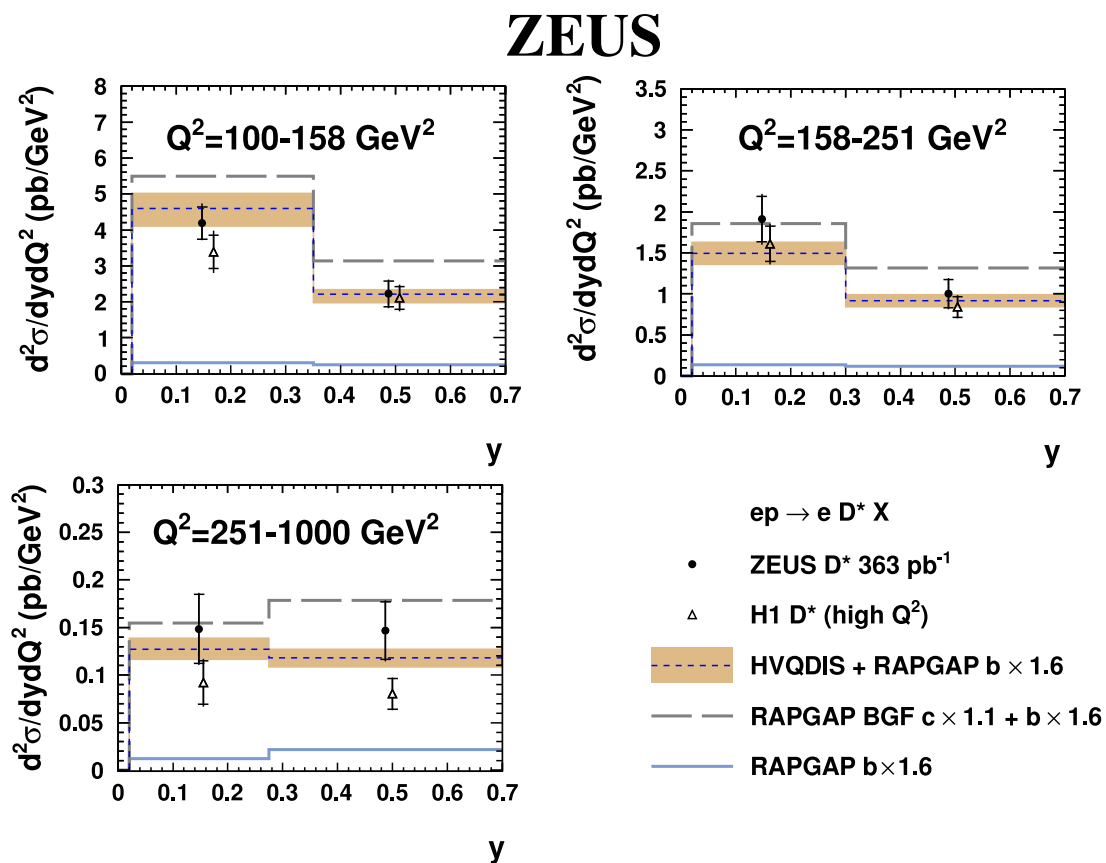 ZEUS
d²σ/dydQ² (pb/GeV²)
8
7
6
5
4
3
2
1
0
Q²=100-158 GeV²
0 0.1 0.2 0.3 0.4 0.5 0.6 0.7
y
d²σ/dydQ² (pb/GeV²)
3.5
3
2.5
2
1.5
1
0.5
0
Q²=158-251 GeV²
0 0.1 0.2 0.3 0.4 0.5 0.6 0.7
y
d²σ/dydQ² (pb/GeV²)
0.3
0.25
0.2
0.15
0.1
0.05
0
Q²=251-1000 GeV²
0 0.1 0.2 0.3 0.4 0.5 0.6 0.7
y
ep → e D* X
ZEUS D* 363 pb⁻¹
H1 D* (high Q²)
HVQDIS + RAPGAP b × 1.6
RAPGAP BGF c × 1.1 + b × 1.6
RAPGAP b×1.6